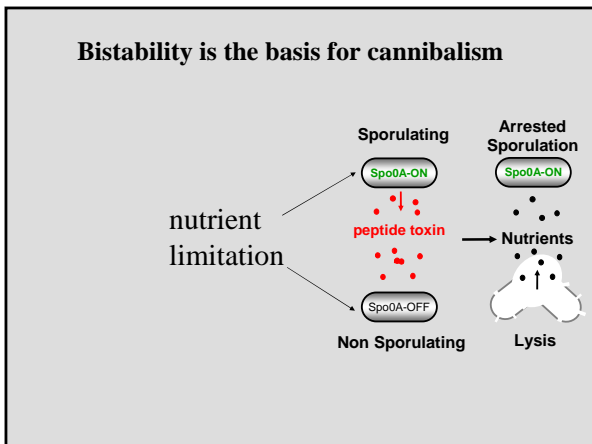 Bistability is the basis for cannibalism
Sporulating
Arrested
Sporulation
Spo0A-ON
Spo0A-ON
nutrient
limitation
peptide toxin
Nutrients
Spo0A-OFF
Non Sporulating
Lysis